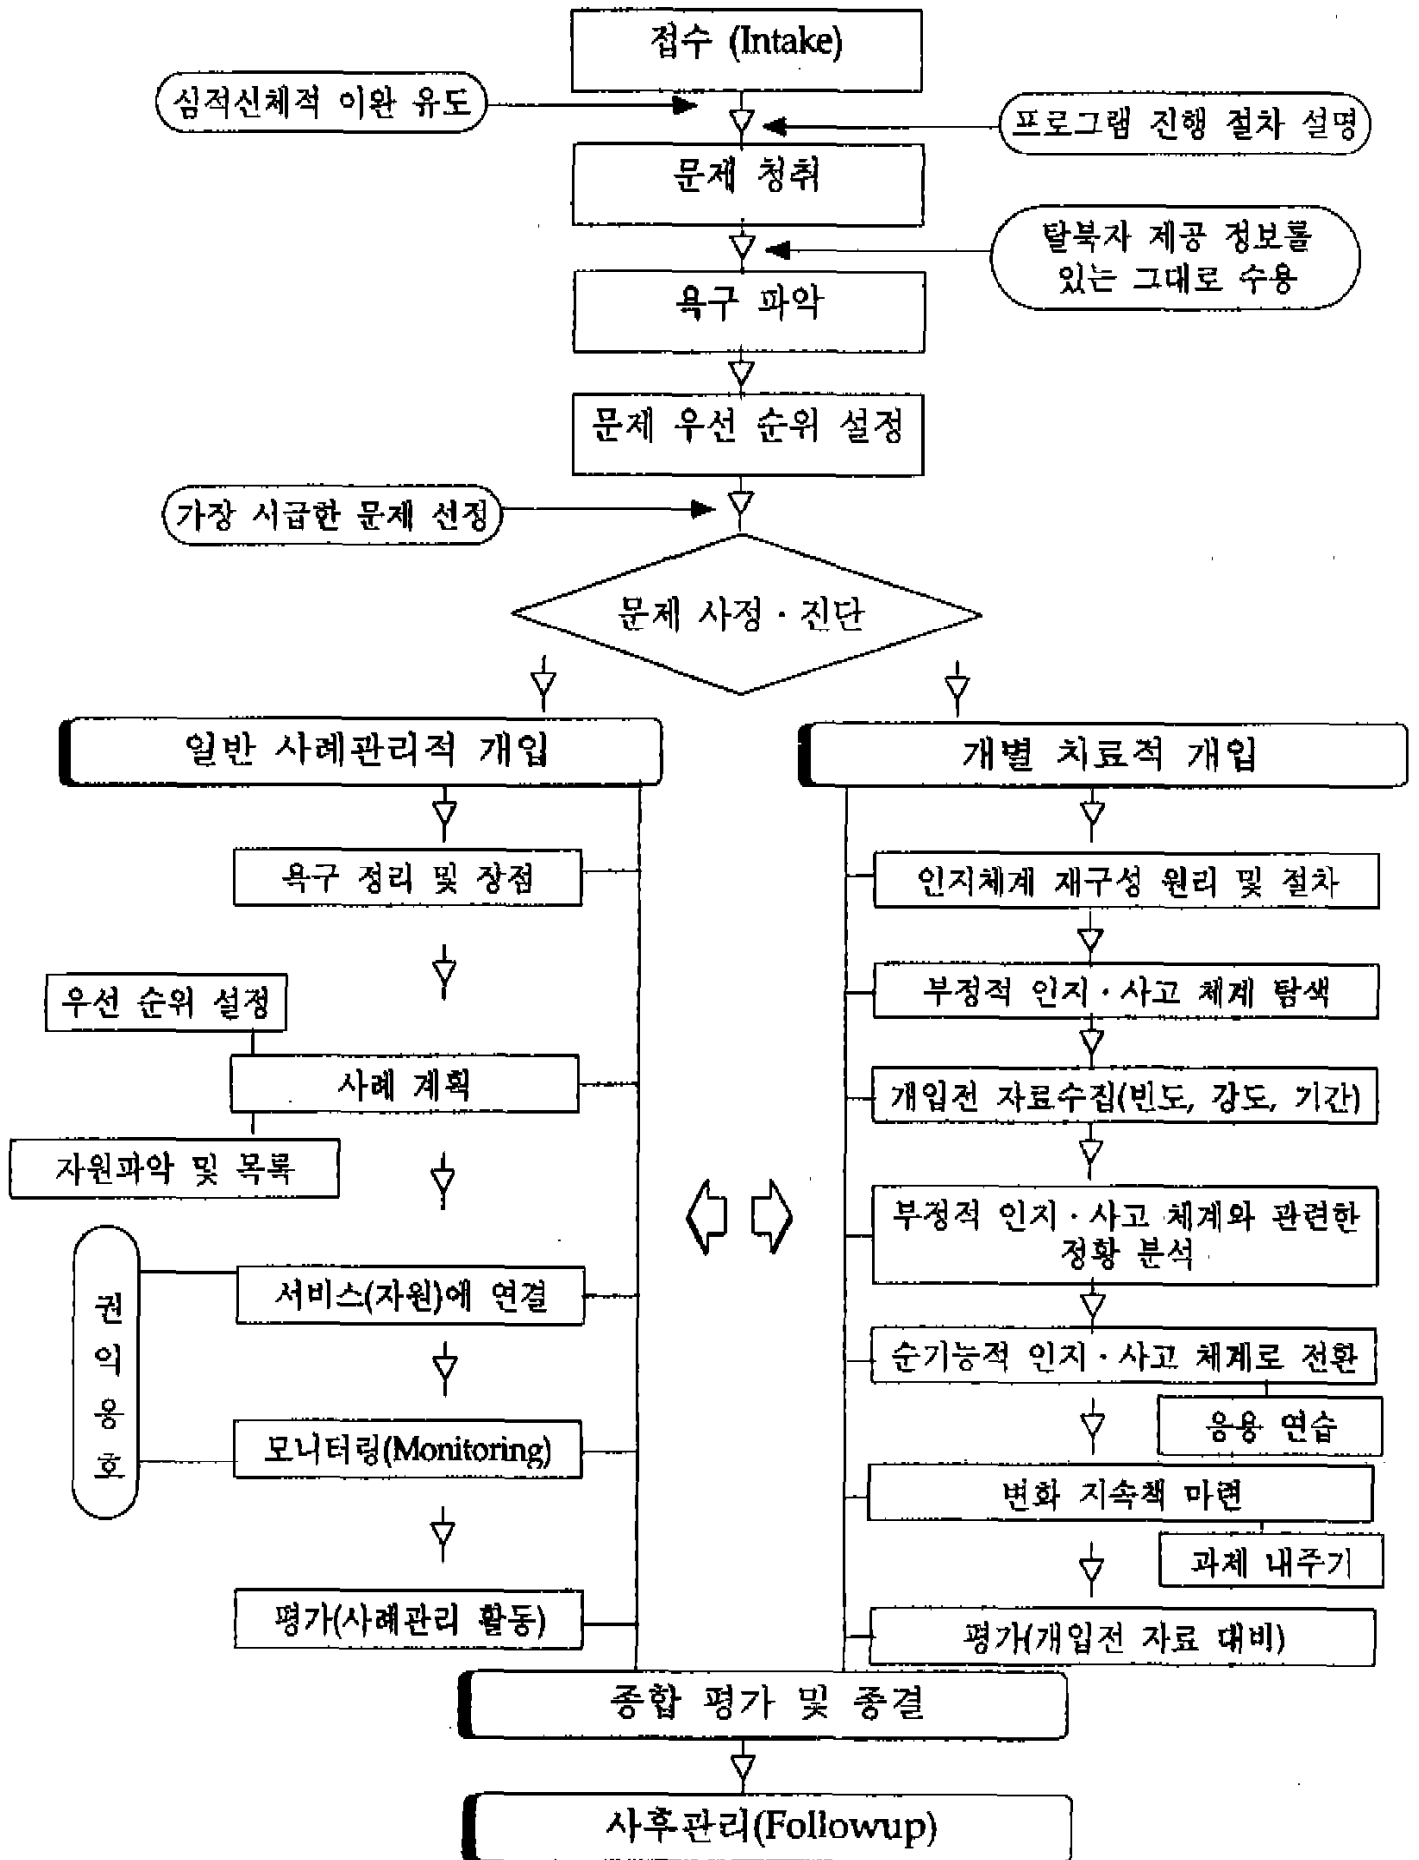 접수 (Intake)
심적신체적 이완 유도
프로그램 진행 절차 설명
문제 청취
탈북자 제공 정보를
있는 그대로 수용
욕구 파악
문제 우선 순위 설정
가장 시급한 문제 선정
문제 사정 · 진단
일반 사례관리적 개입
욕구 정리 및 장점
우선 순위 설정
사례 계획
자원파악 및 목록
권
익
옹
호
서비스(자원)에 연결
모니터링(Monitoring)
평가(사례관리 활동)
개별 치료적 개입
인지체계 재구성 원리 및 절차
부정적 인지 · 사고 체계 탐색
개입전 자료수집(빈도, 강도, 기간)
부정적 인지 · 사고 체계와 관련한
정황 분석
순기능적 인지 · 사고 체계로 전환
응용 연습
변화 지속책 마련
과제 내주기
평가(개입전 자료 대비)
종합 평가 및 종결
사후관리(Followup)